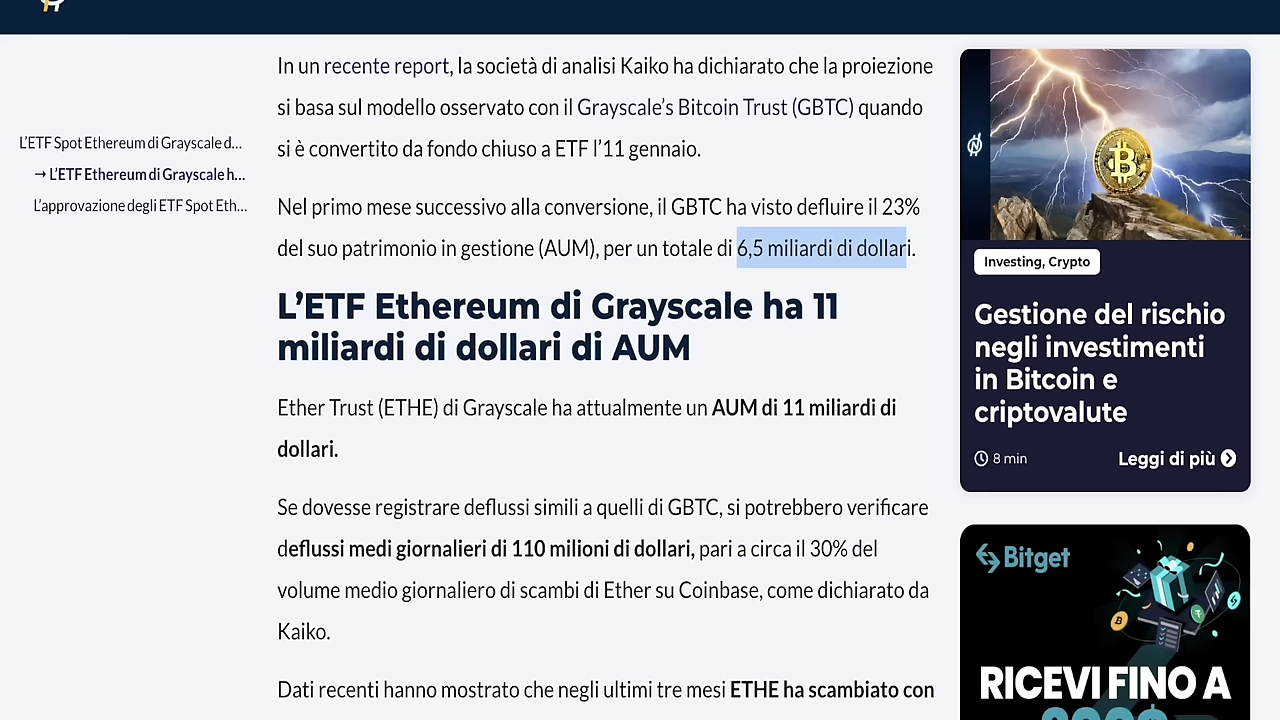 In un recente report, la società di analisi Kaiko ha dichiarato che la proiezione
si basa sul modello osservato con il Grayscale's Bitcoin Trust (GBTC) quando
si è convertito da fondo chiuso a ETF l'11 gennaio.
Nel primo mese successivo alla conversione, il GBTC ha visto defluire il 23%
del suo patrimonio in gestione (AUM), per un totale di 6,5 miliardi di dollari.
L'ETF Ethereum di Grayscale ha 11
miliardi di dollari di AUM
Ether Trust (ETHE) di Grayscale ha attualmente un AUM di 11 miliardi di
dollari.
Se dovesse registrare deflussi simili a quelli di GBTC, si potrebbero verificare
deflussi medi giornalieri di 110 milioni di dollari, pari a circa il 30% del
volume medio giornaliero di scambi di Ether su Coinbase, come dichiarato da
Kaiko.
Dati recenti hanno mostrato che negli ultimi tre mesi ETHE ha scambiato con
L'ETF Spot Ethereum di Grayscale d...
→ L'ETF Ethereum di Grayscale h...
L'approvazione degli ETF Spot Eth...
Investing, Crypto
Gestione del rischio
negli investimenti
in Bitcoin e
criptovalute
8 min
Leggi di più
Bitget
RICEVI FINO A